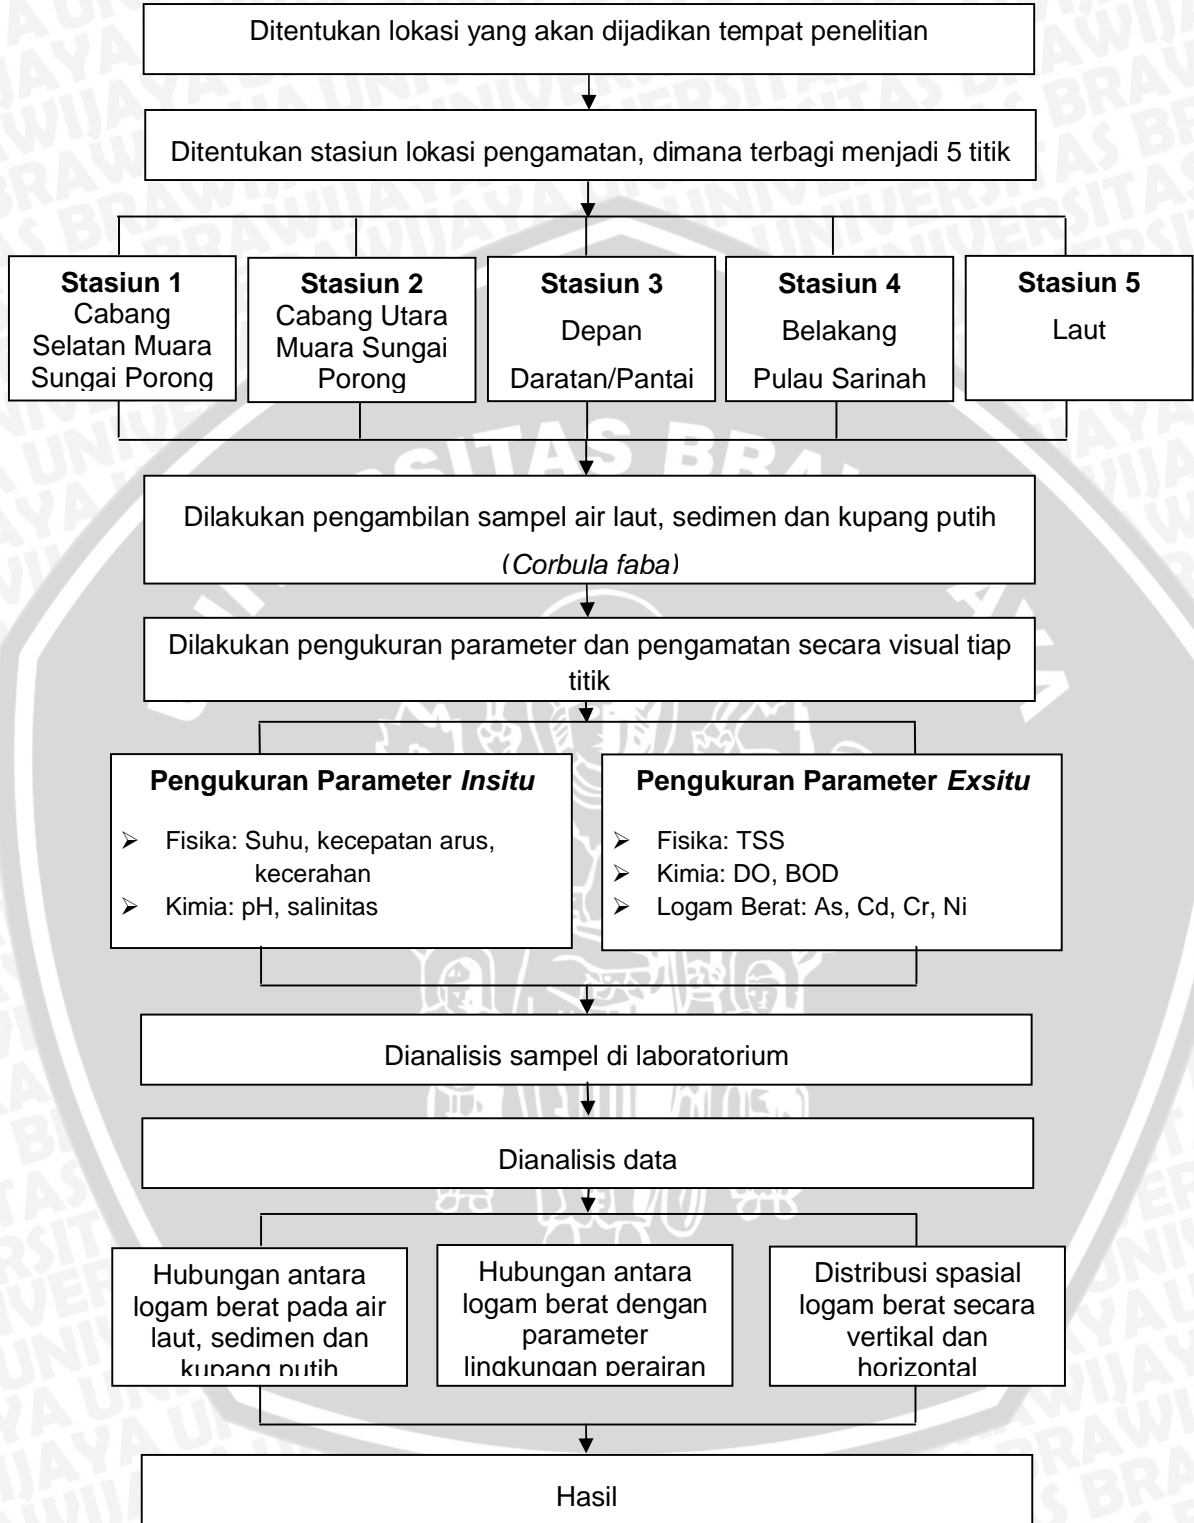 Ditentukan lokasi yang akan dijadikan tempat penelitian
Ditentukan stasiun lokasi pengamatan, dimana terbagi menjadi 5 titik
Stasiun 1
Cabang
Selatan Muara
Sungai Porong
Stasiun 2
Cabang Utara
Muara Sungai
Porong
Stasiun 3
Depan
Daratan/Pantai
Stasiun 4
Belakang
Pulau Sarinah
Stasiun 5
Laut
Dilakukan pengambilan sampel air laut, sedimen dan kupang putih
(Corbula faba)
Dilakukan pengukuran parameter dan pengamatan secara visual tiap
titik
Pengukuran Parameter Insitu
➢ Fisika: Suhu, kecepatan arus,
kecerahan
➢ Kimia: pH, salinitas
Pengukuran Parameter Exsitu
➢ Fisika: TSS
➢ Kimia: DO, BOD
➢ Logam Berat: As, Cd, Cr, Ni
Dianalisis sampel di laboratorium
Dianalisis data
Hubungan antara
logam berat pada air
laut, sedimen dan
kupang putih
Hubungan antara
logam berat dengan
parameter
lingkungan perairan
Distribusi spasial
logam berat secara
vertikal dan
horizontal
Hasil